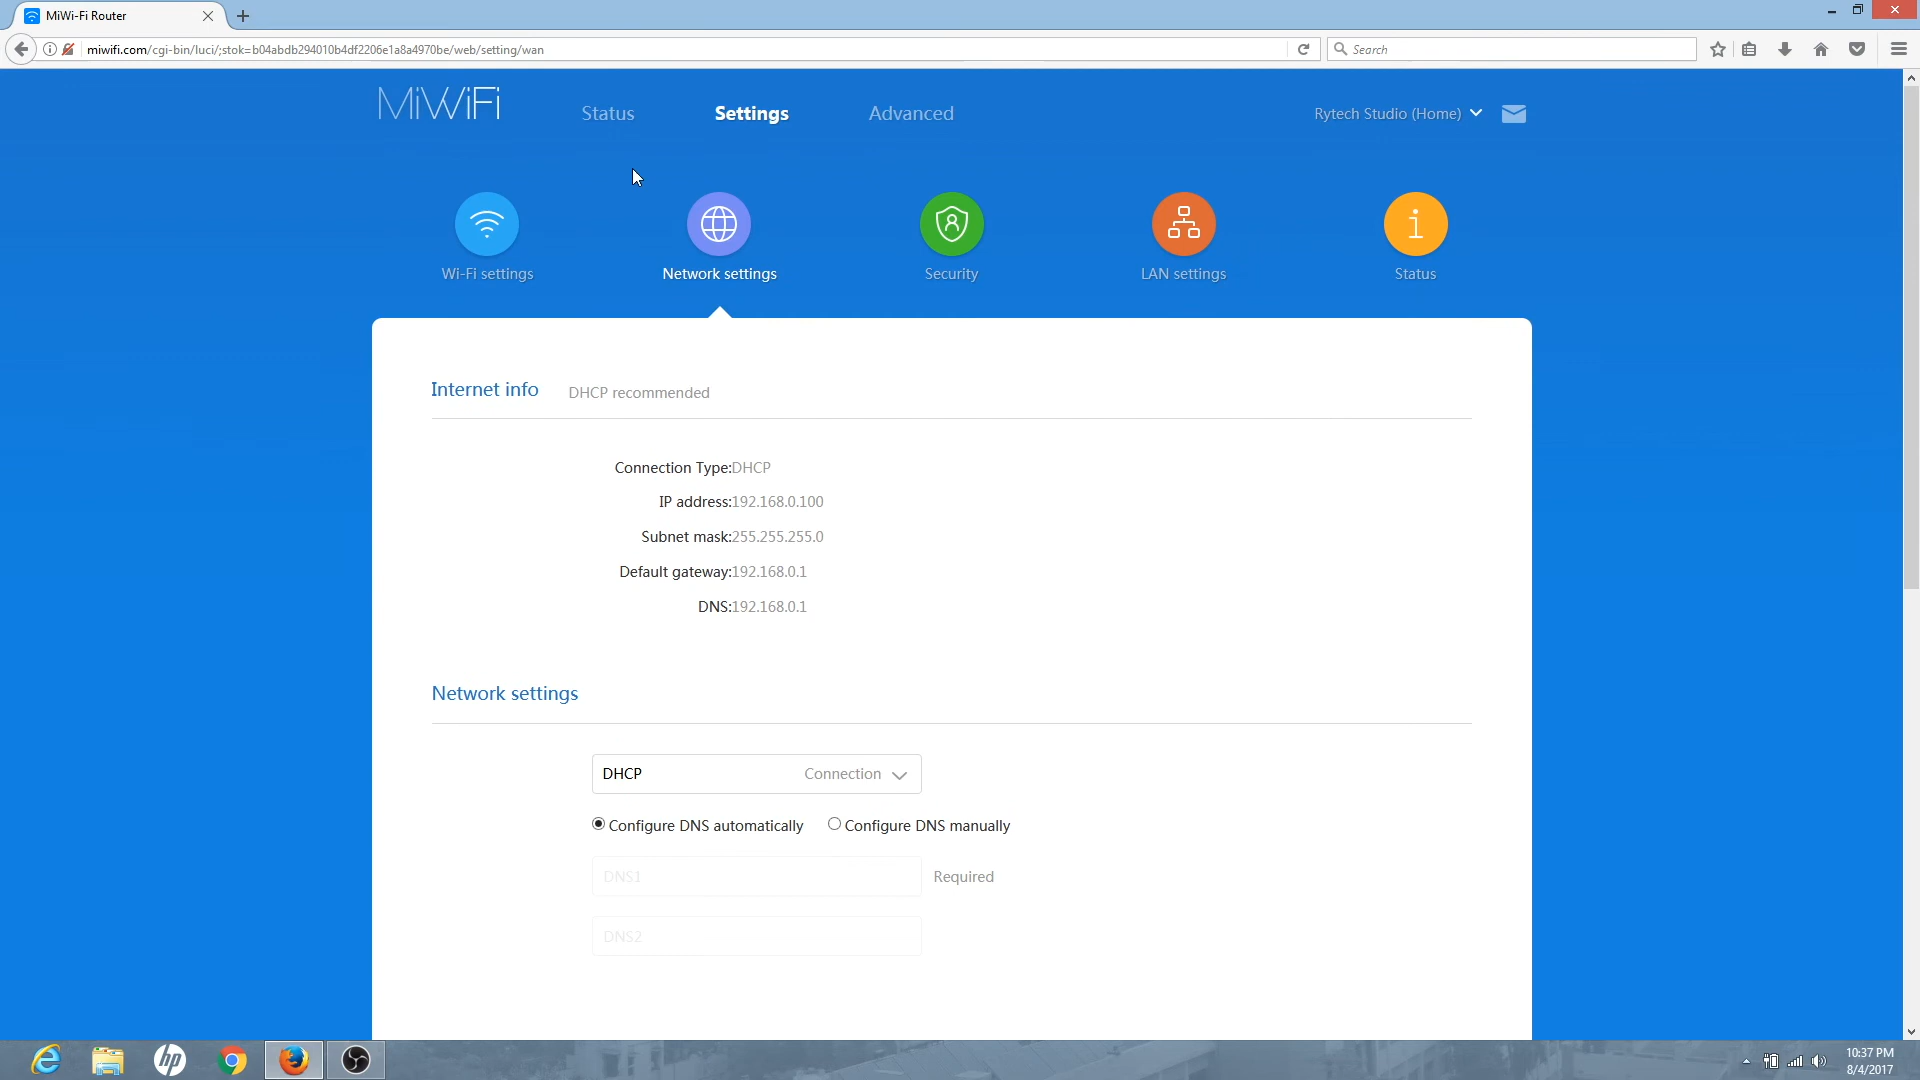 MiWi-Fi Router
miwifi.com/cgi-bin/luci/;stok=b04abdb294010b4df2206e1a8a4970be/web/setting/wan
Search
MiWiFi
Status
Settings
Advanced
Rytech Studio (Home)
Wi-Fi settings
Network settings
Security
LAN settings
Status
Internet info
DHCP recommended
Connection Type:DHCP
IP address:192.168.0.100
Subnet mask:255.255.255.0
Default gateway:192.168.0.1
DNS:192.168.0.1
Network settings
DHCP
Connection
Configure DNS automatically
Configure DNS manually
DNS1
Required
DNS2
hp
10:37 PM
8/4/2017